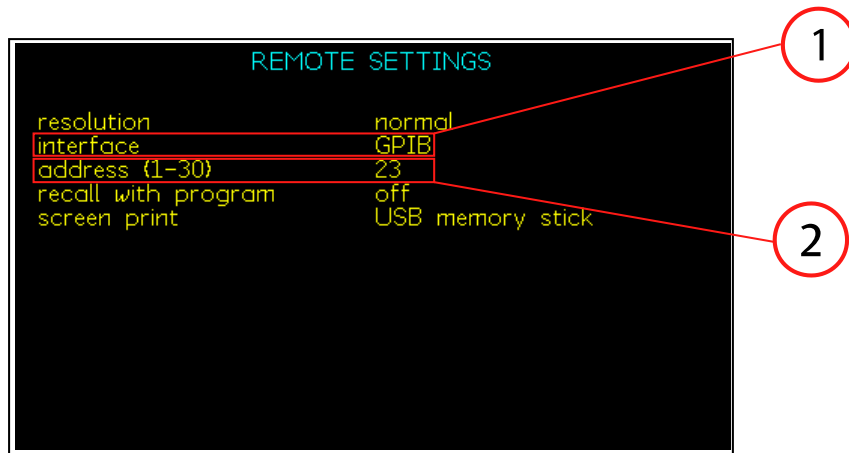 REMOTE SETTINGS
1
resolution normal
interface GPIB
address (1-30) 23
recall with program off
screen print USB memory stick
2